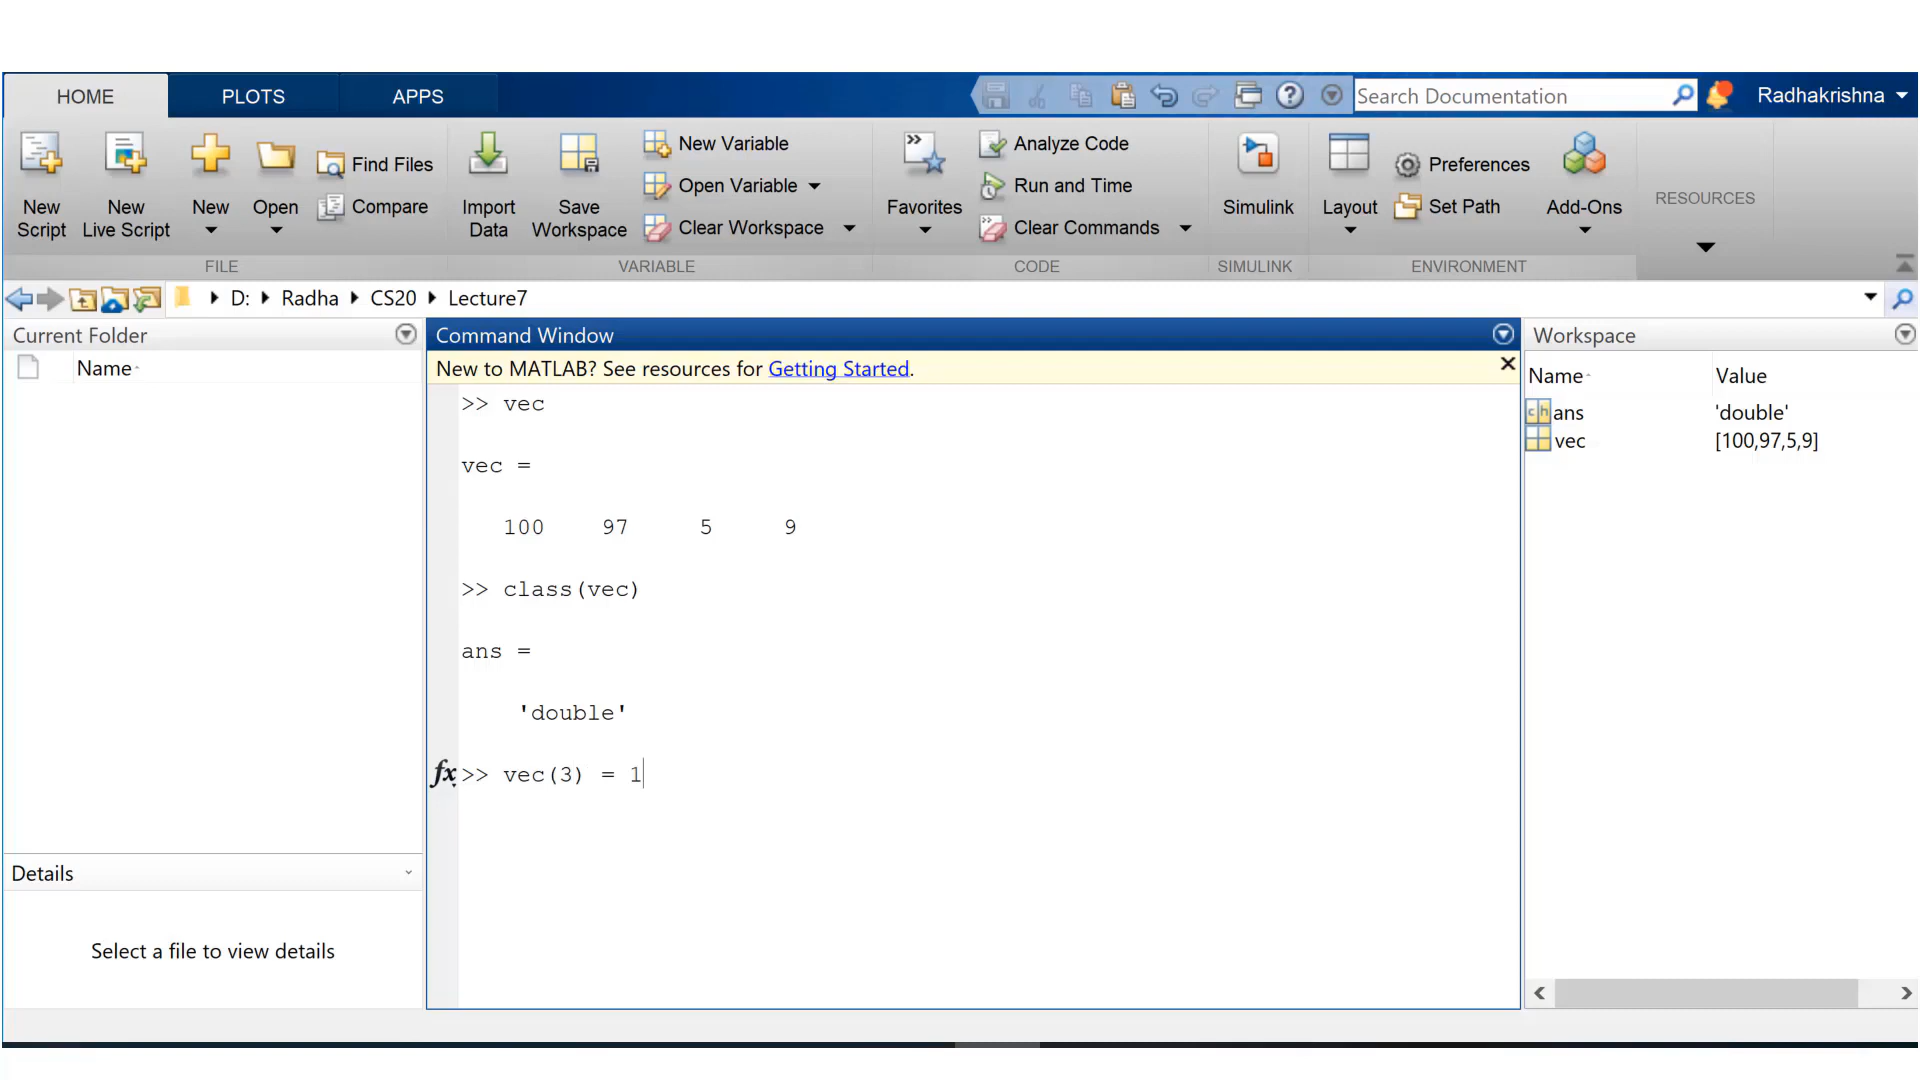 HOME PLOTS APPS Search Documentation Radhakrishna
New Script New Live Script New Open Find Files Compare Import Data Save Workspace New Variable Open Variable Clear Workspace Favorites Analyze Code Run and Time Clear Commands Simulink Layout Preferences Set Path Add-Ons RESOURCES
FILE VARIABLE CODE SIMULINK ENVIRONMENT
D: Radha CS20 Lecture7
Current Folder
Name
Details
Select a file to view details
Command Window
New to MATLAB? See resources for Getting Started.
>> vec
vec =
100 97 5 9
>> class(vec)
ans =
'double'
fx >> vec(3) = 1
Workspace
Name Value
ch ans 'double'
vec [100,97,5,9]